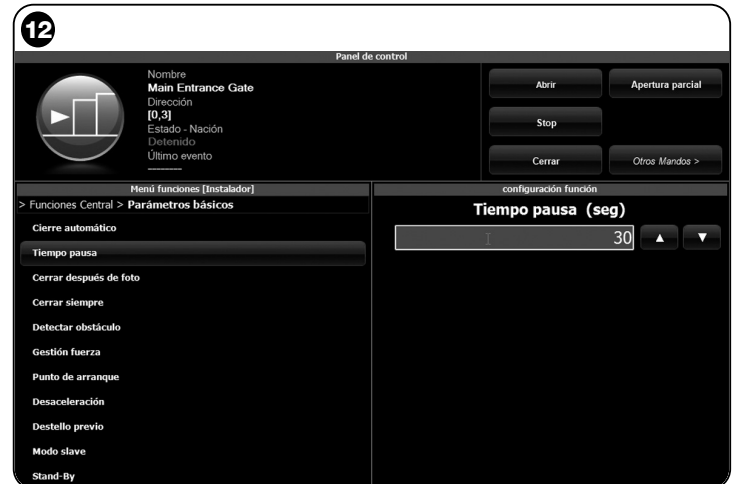 12
Panel de control
Nombre
Main Entrance Gate
Dirección
[0,3]
Estado - Nación
Detenido
Último evento
--------
Abrir
Apertura parcial
Stop
Cerrar
Otros Mandos >
Menú funciones [Instalador]
> Funciones Central > Parámetros básicos
Cierre automático
Tiempo pausa
Cerrar después de foto
Cerrar siempre
Detectar obstáculo
Gestión fuerza
Punto de arranque
Desaceleración
Destello previo
Modo slave
Stand-By
configuración función
Tiempo pausa (seg)
30